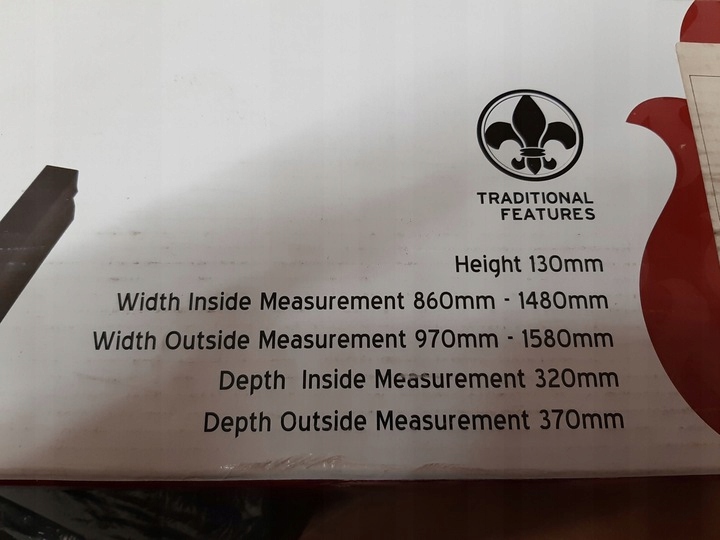 TRADITIONAL
FEATURES
Height 130mm
Width Inside Measurement 860mm - 1480mm
Width Outside Measurement 970mm - 1580mm
Depth Inside Measurement 320mm
Depth Outside Measurement 370mm